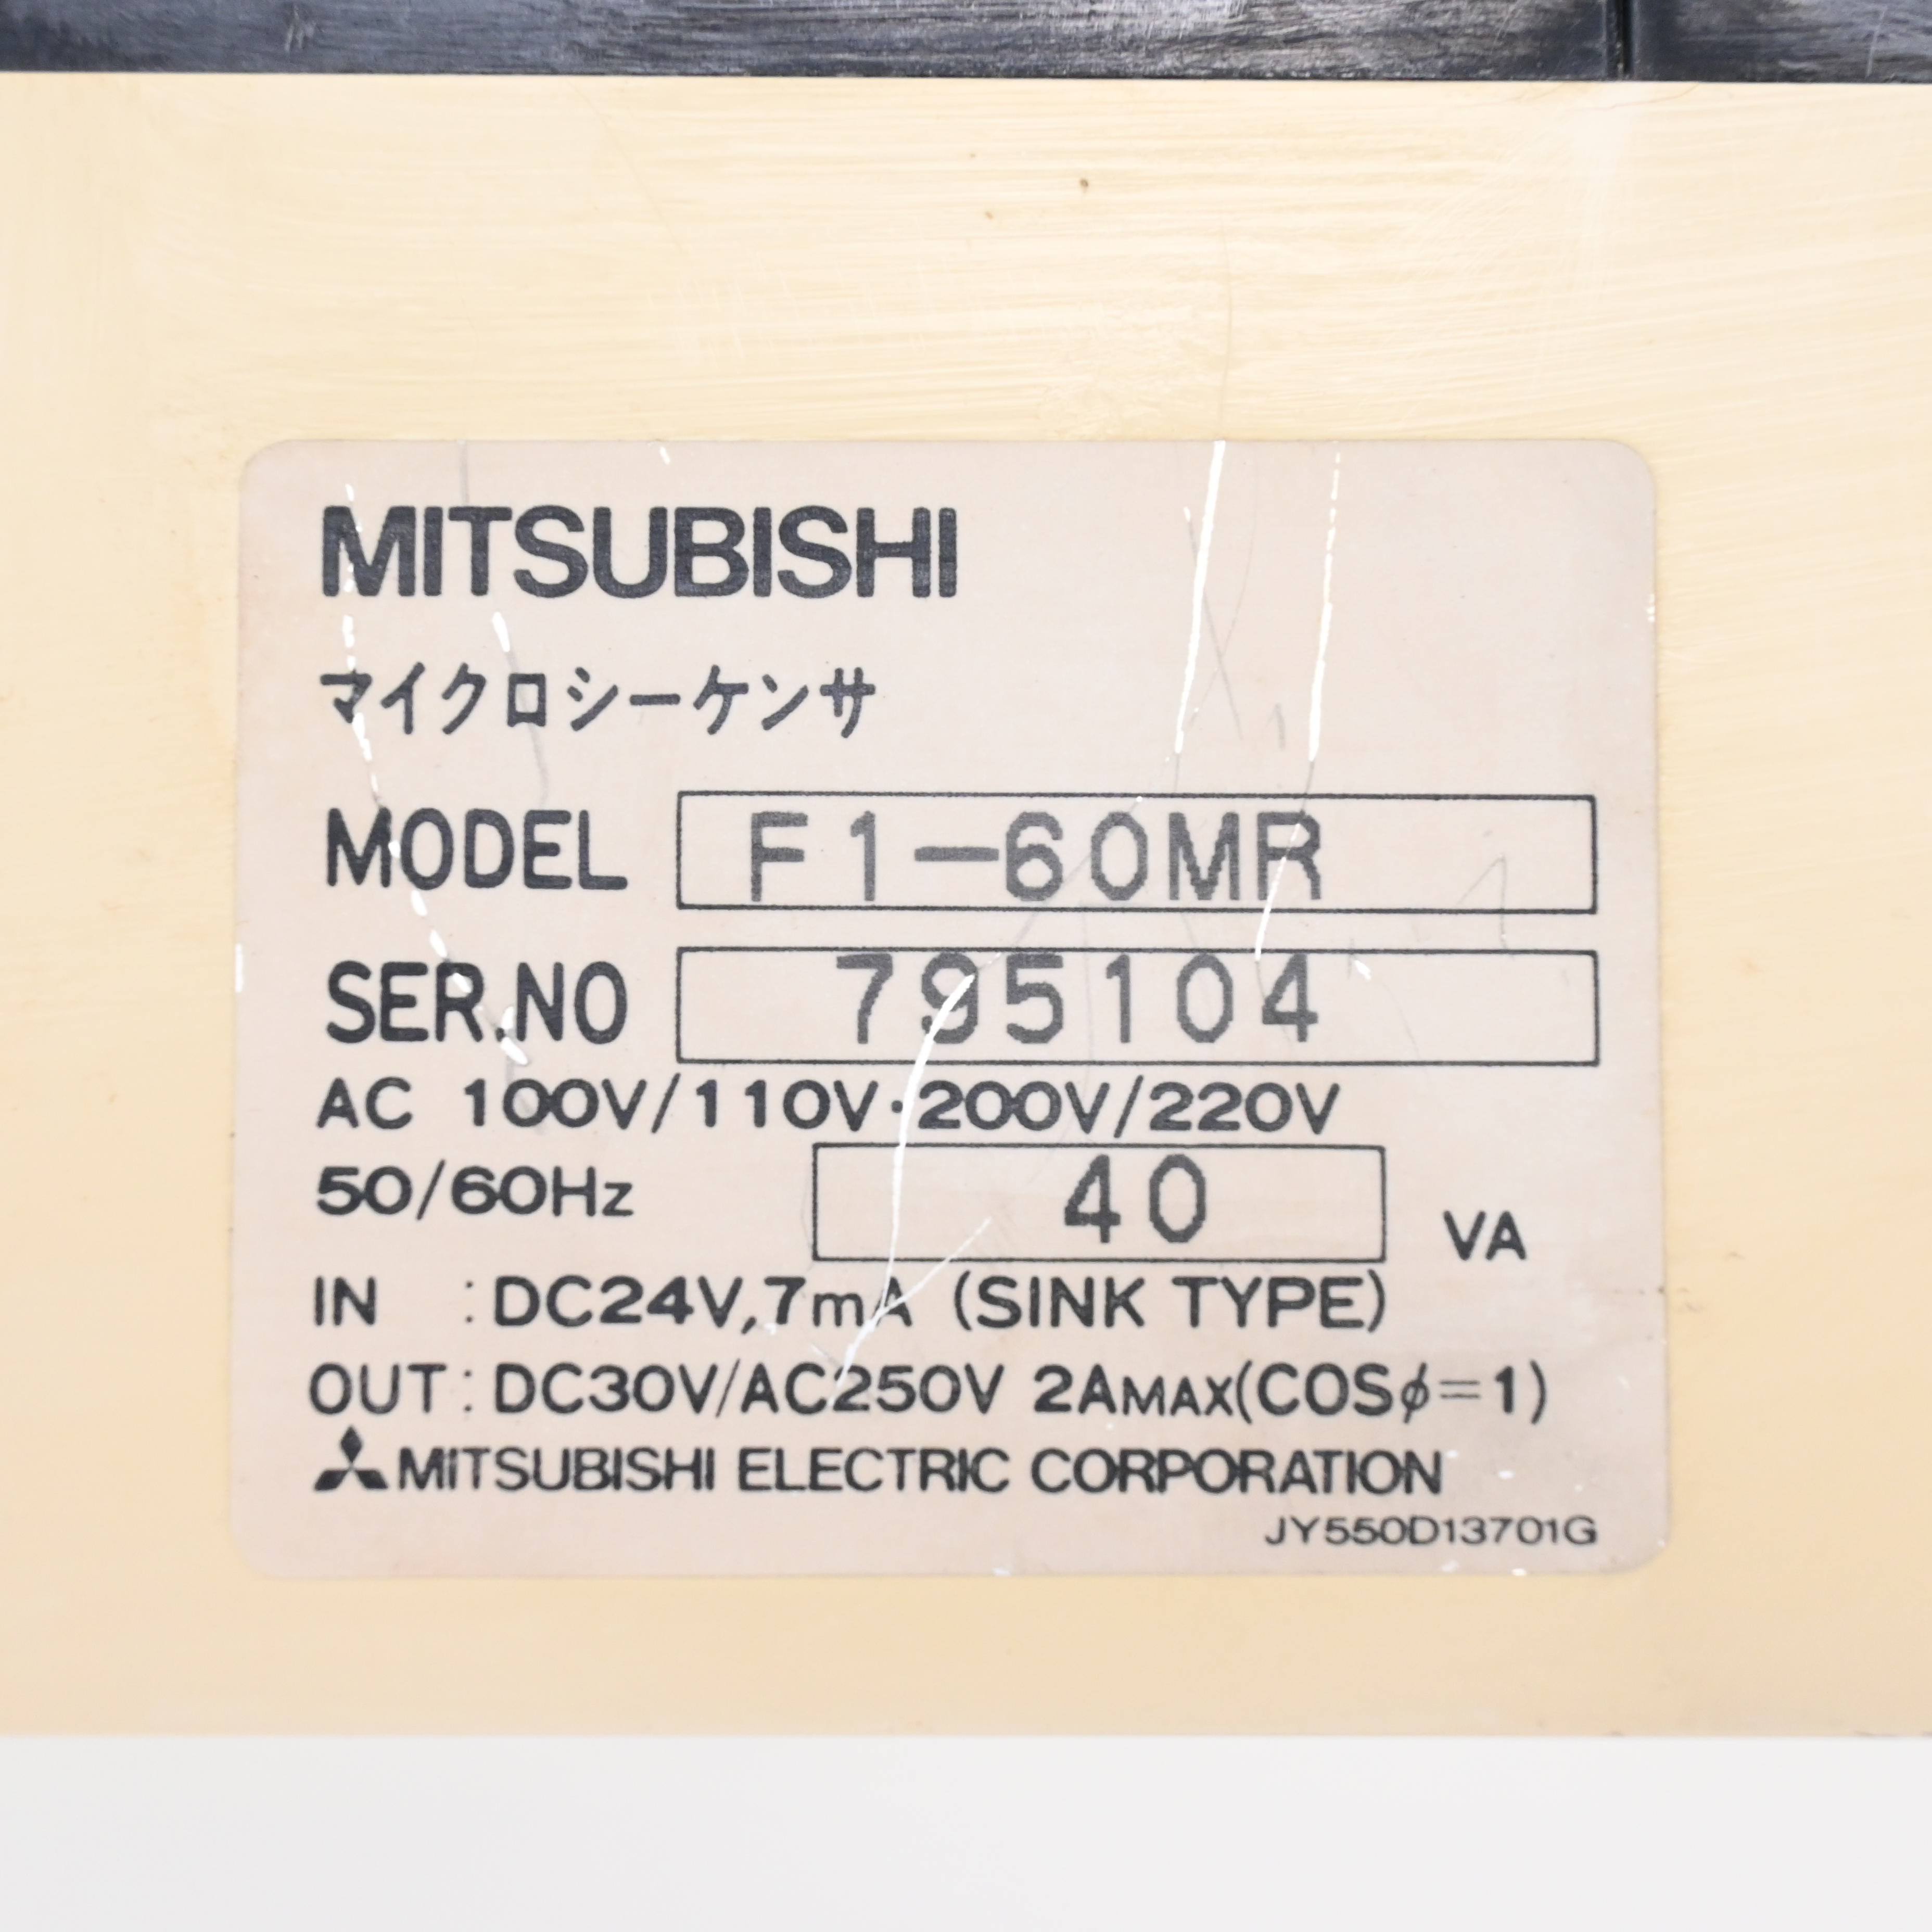 MITSUBISHI
マイクロシーケンサ
MODEL F1-60MR
SER.NO 795104
AC 100V/110V·200V/220V
50/60Hz 40 VA
IN :DC24V,7mA (SINK TYPE)
OUT:DC30V/AC250V 2AMAX(COSφ=1)
MITSUBISHI ELECTRIC CORPORATION
JY550D13701G